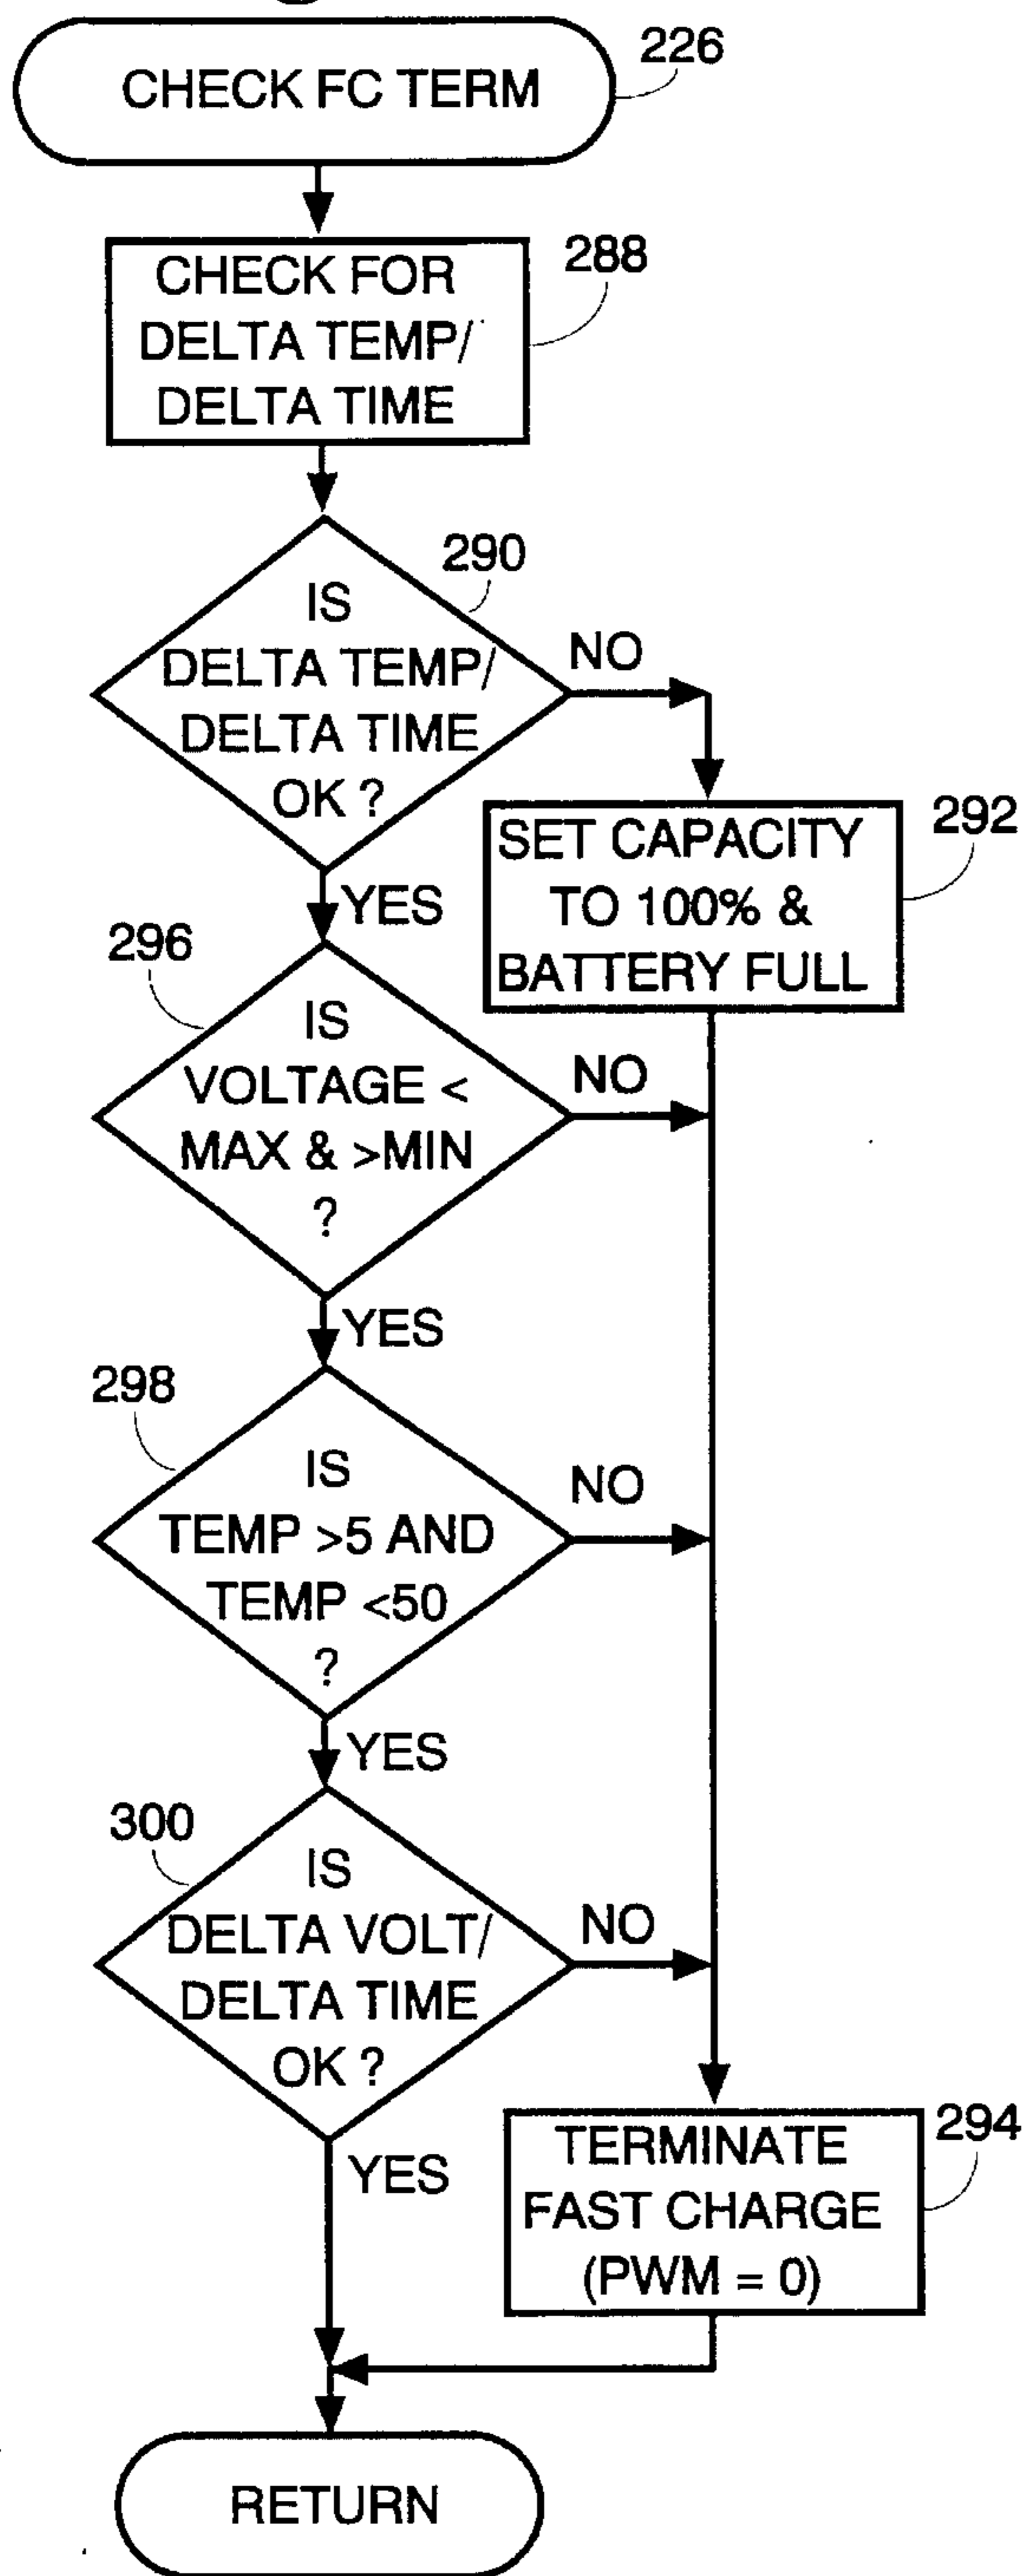 CHECK FC TERM
226
CHECK FOR
DELTA TEMP/
DELTA TIME
288
IS
DELTA TEMP/
DELTA TIME
OK ?
290
NO
YES
SET CAPACITY
TO 100% &
BATTERY FULL
292
296
IS
VOLTAGE <
MAX & >MIN
?
NO
YES
298
IS
TEMP >5 AND
TEMP <50
?
NO
YES
300
IS
DELTA VOLT/
DELTA TIME
OK ?
NO
YES
TERMINATE
FAST CHARGE
(PWM = 0)
294
RETURN